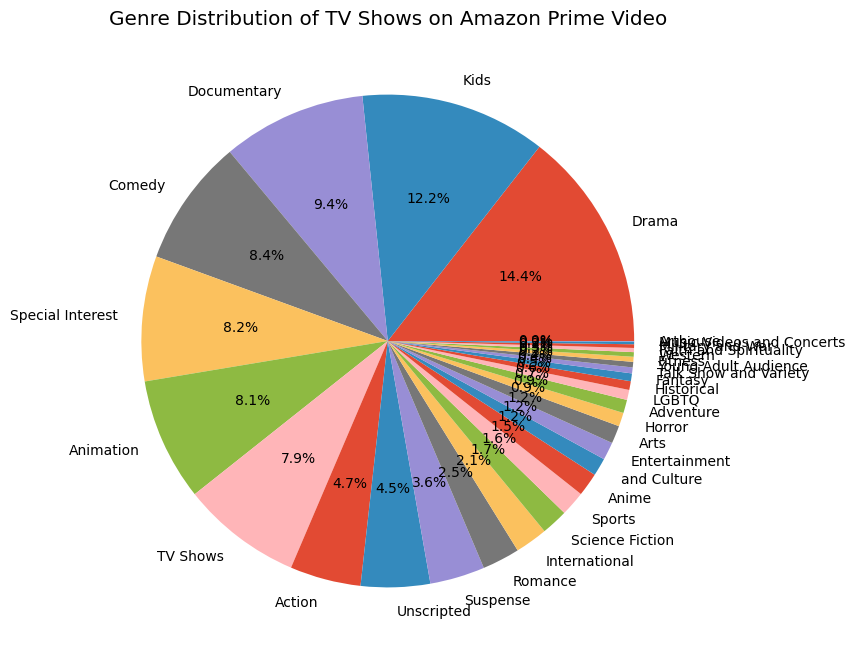 Genre Distribution of TV Shows on Amazon Prime Video
Kids
Documentary
Drama
Comedy
Special Interest
Animation
TV Shows
Action
Unscripted
Suspense
Romance
International
Science Fiction
Sports
Anime
and Culture
Entertainment
Arts
Horror
Adventure
LGBTQ
Historical
Fantasy
Talk Show and Variety
Young Adult Audience
Western
and Spirituality
Videos and Concerts
14.4%
12.2%
9.4%
8.4%
8.2%
8.1%
7.9%
4.7%
4.5%
3.6%
2.5%
2.1%
1.7%
1.6%
1.5%
1.2%
1.2%
1.2%
0.9%
0.9%